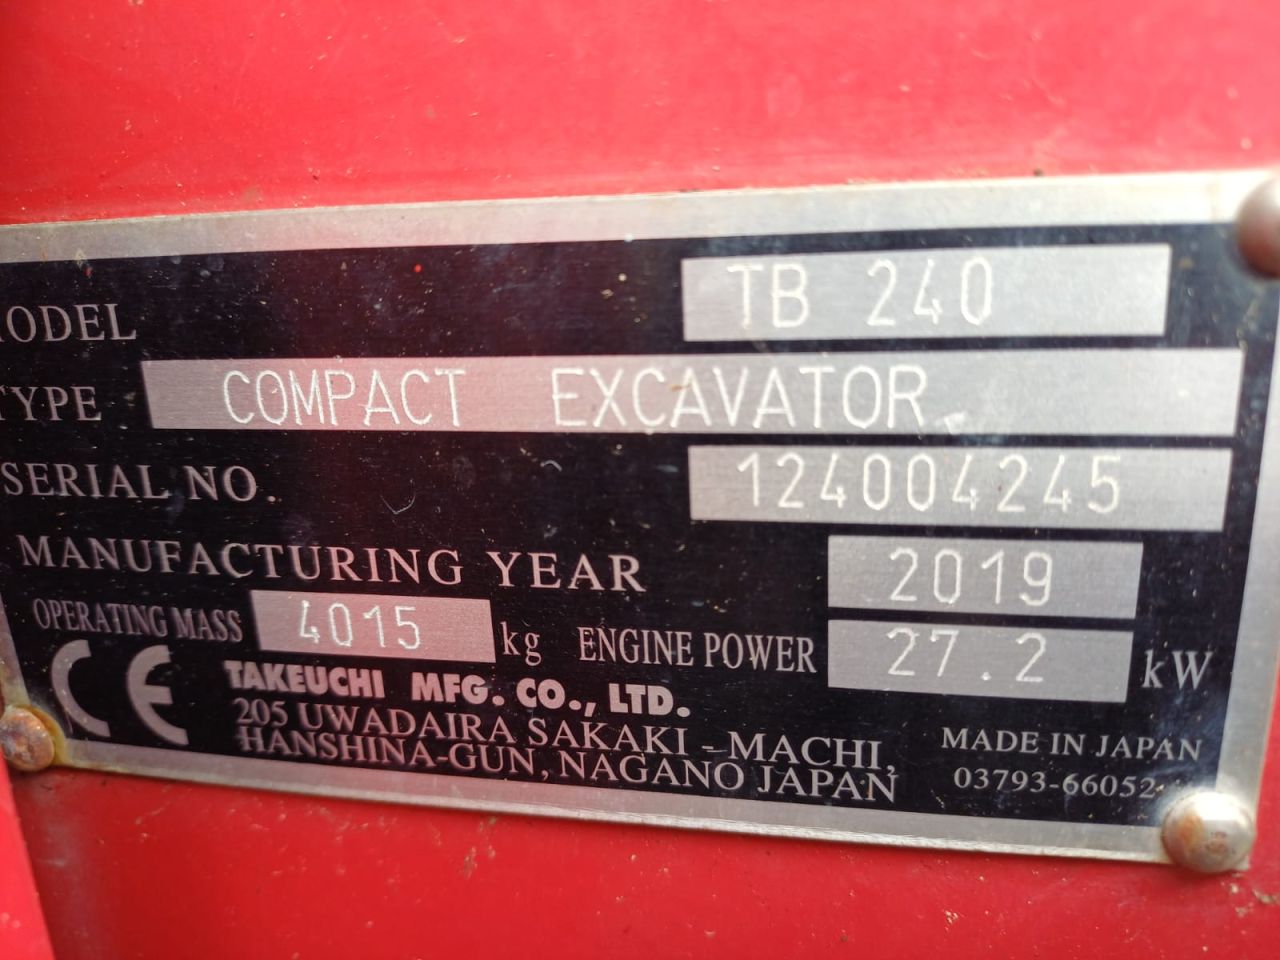 MODEL TB 240
TYPE COMPACT EXCAVATOR
SERIAL NO. 124004245
MANUFACTURING YEAR 2019
OPERATING MASS 4015 kg ENGINE POWER 27.2 kW
CE TAKEUCHI MFG. CO., LTD.
205 UWADAIRA SAKAKI-MACHI,
HANSHINA-GUN, NAGANO JAPAN
MADE IN JAPAN
03793-66052